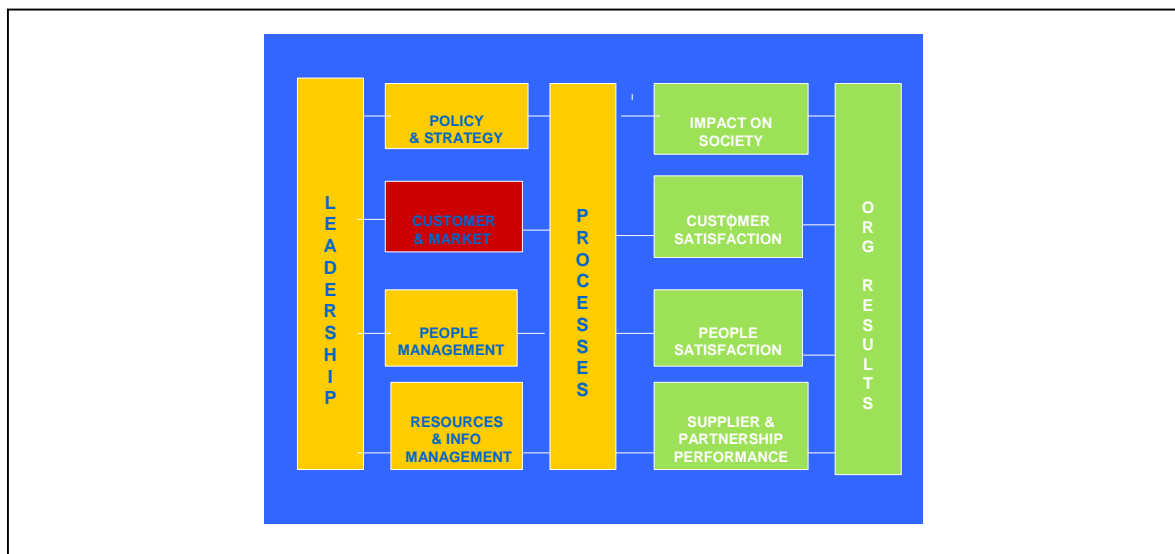 LEADERSHIP
POLICY
& STRATEGY
CUSTOMER
& MARKET
PEOPLE
MANAGEMENT
RESOURCES
& INFO
MANAGEMENT
PROCESSES
IMPACT ON
SOCIETY
CUSTOMER
SATISFACTION
PEOPLE
SATISFACTION
SUPPLIER &
PARTNERSHIP
PERFORMANCE
ORG RESULTS